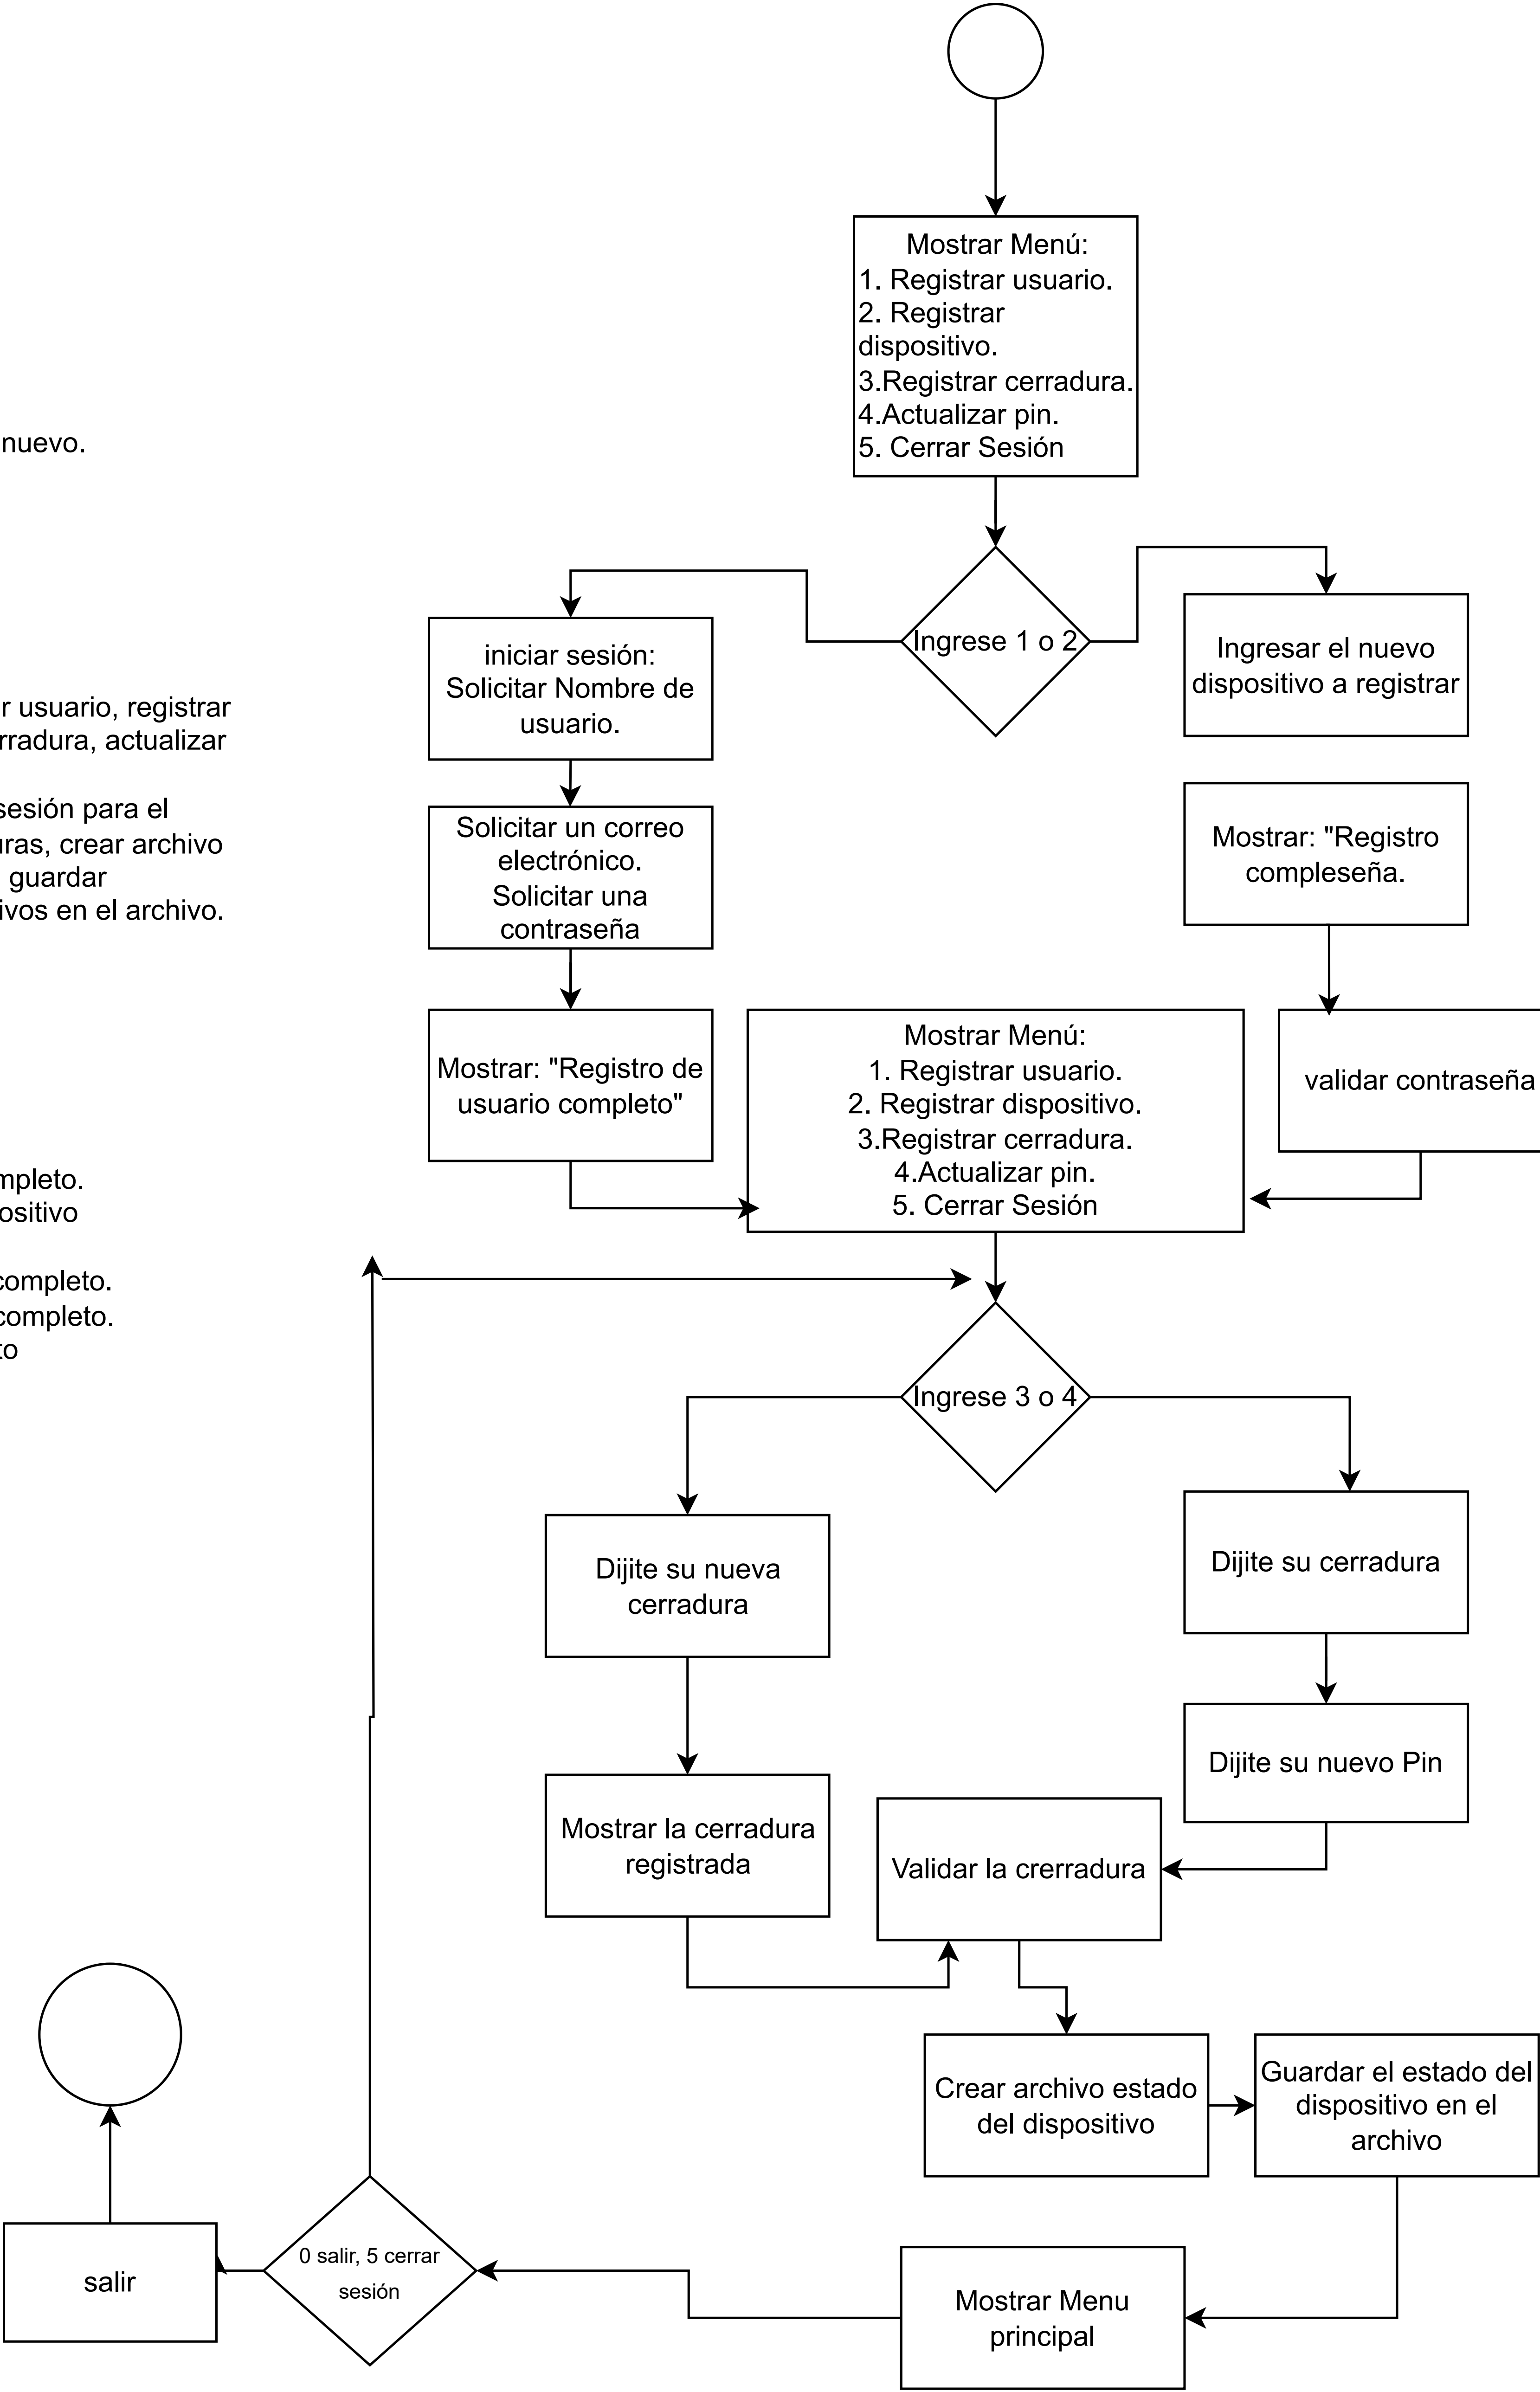 Mostrar Menú:
1. Registrar usuario.
2. Registrar
dispositivo.
3.Registrar cerradura.
4.Actualizar pin.
5. Cerrar Sesión
nuevo.
Ingrese 1 o 2
iniciar sesión:
Solicitar Nombre de
usuario.
Ingresar el nuevo
dispositivo a registrar
r usuario, registrar
rradura, actualizar
sesión para el
uras, crear archivo
guardar
ivos en el archivo.
Solicitar un correo
electrónico.
Solicitar una
contraseña
Mostrar: "Registro
compleseña.
Mostrar: "Registro de
usuario completo"
Mostrar Menú:
1. Registrar usuario.
2. Registrar dispositivo.
3.Registrar cerradura.
4.Actualizar pin.
5. Cerrar Sesión
validar contraseña
mpleto.
ositivo
completo.
completo.
to
Ingrese 3 o 4
Dijite su nueva
cerradura
Dijite su cerradura
Dijite su nuevo Pin
Mostrar la cerradura
registrada
Validar la crerradura
Crear archivo estado
del dispositivo
Guardar el estado del
dispositivo en el
archivo
0 salir, 5 cerrar
sesión
salir
Mostrar Menu
principal